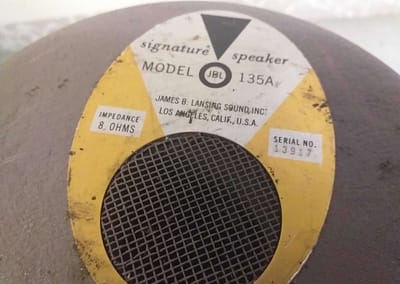 signature speaker
MODEL JBL 135A
JAMES B. LANSING SOUND, INC.
LOS ANGELES, CALIF., U.S.A.
IMPEDANCE
8 OHMS
SERIAL NO.
13917